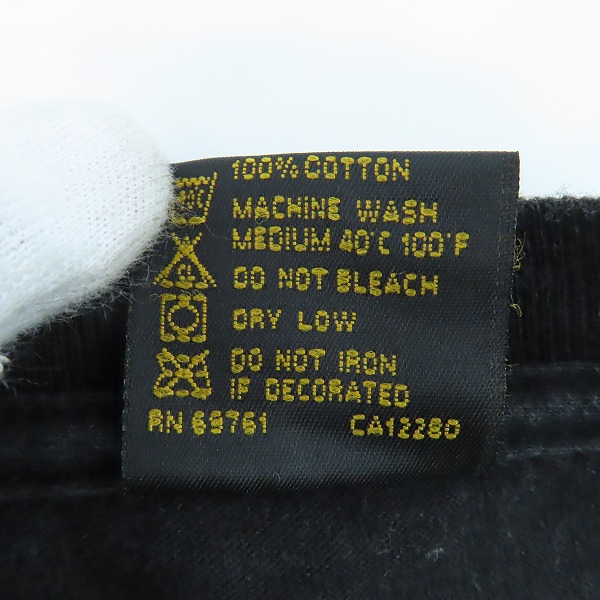 100% COTTON
MACHINE WASH
MEDIUM 40°C 100°F
DO NOT BLEACH
CL
DRY LOW
DO NOT IRON
IF DECORATED
RN 69761 CA12280